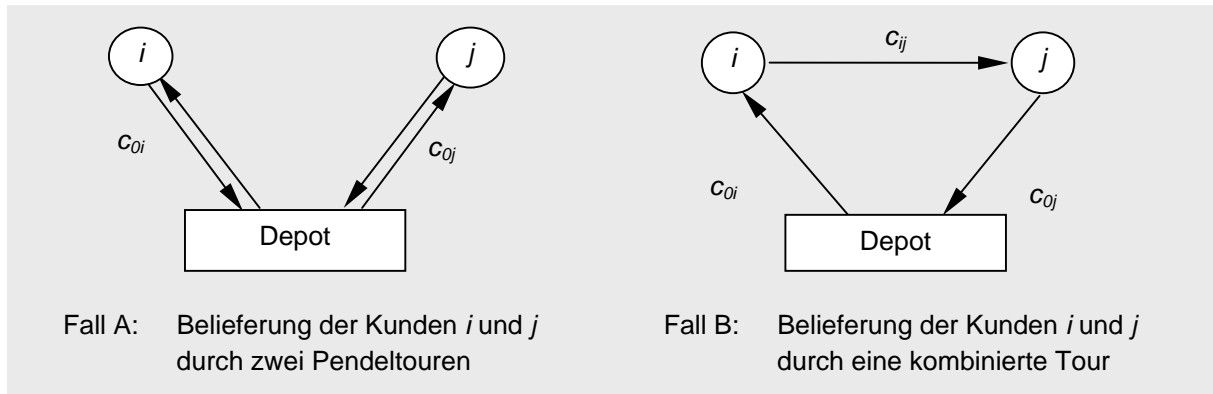 i
j
c0i
c0j
Depot
Fall A: Belieferung der Kunden i und j
durch zwei Pendeltouren
cij
i
j
c0i
c0j
Depot
Fall B: Belieferung der Kunden i und j
durch eine kombinierte Tour